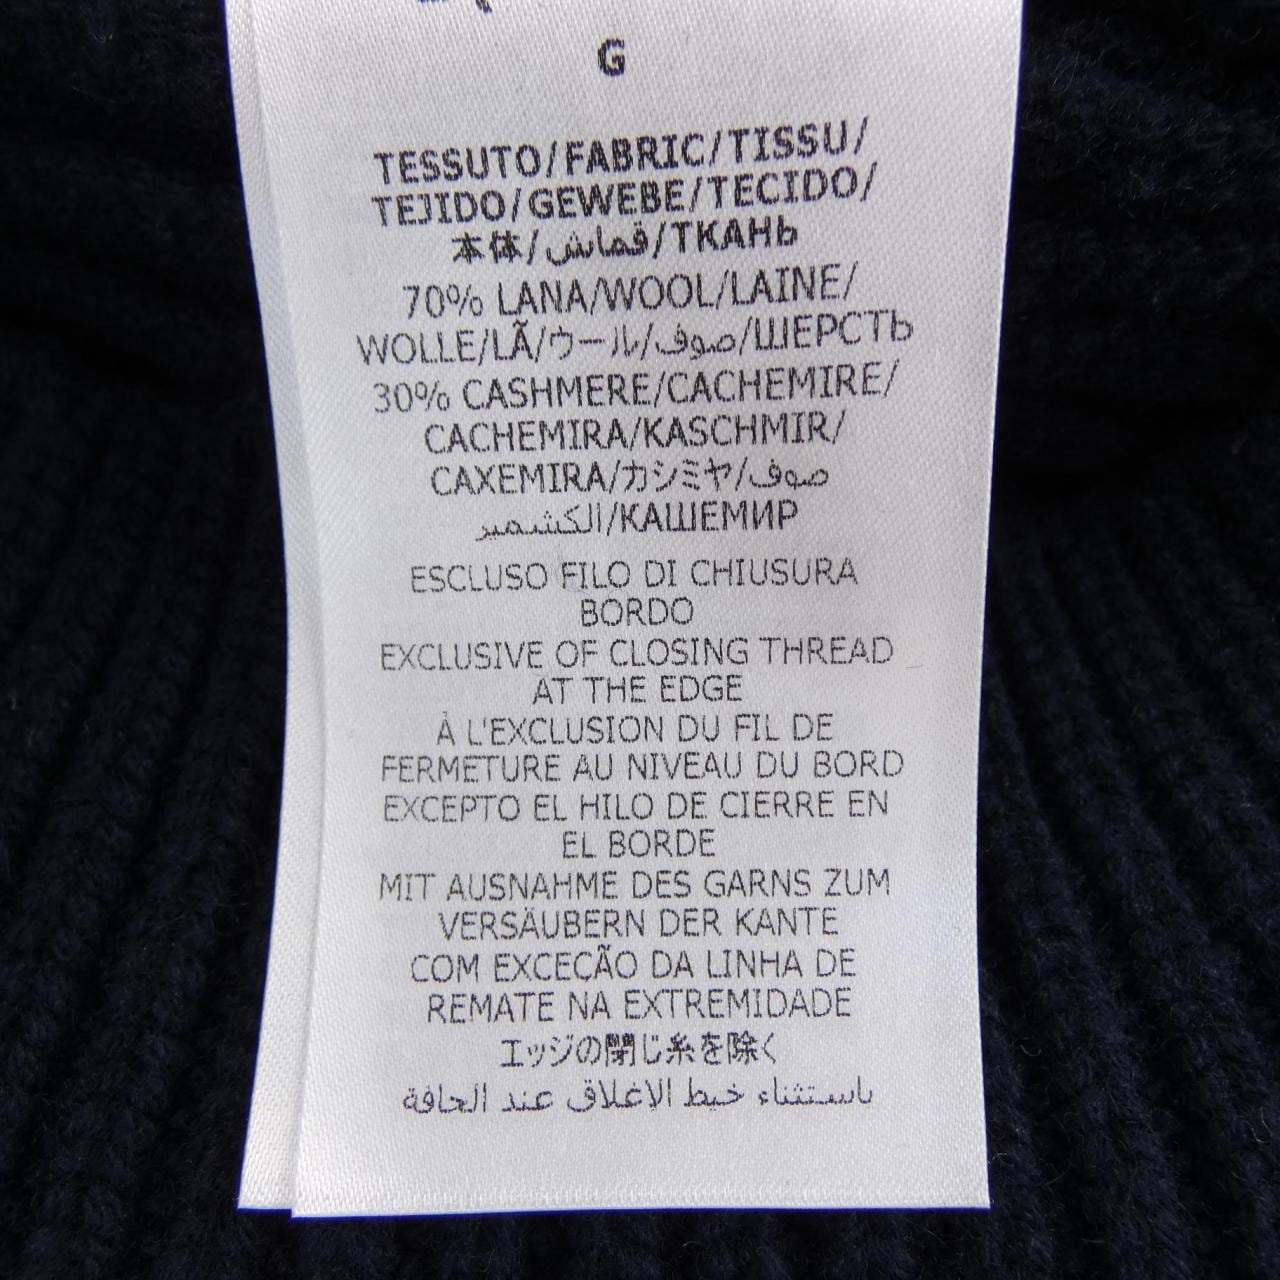 G
TESSUTO/FABRIC/TISSU/
TEJIDO/GEWEBE/TECIDO/
本体/قماش/ТКАНЬ
70% LANA/WOOL/LAINE/
WOLLE/LÃ/ウール/صوف/ШЕРСТЬ
30% CASHMERE/CACHEMIRE/
CACHEMIRA/KASCHMIR/
CAXEMIRA/カシミヤ/صوف
الكشمير/КАШЕМИР
ESCLUSO FILO DI CHIUSURA
BORDO
EXCLUSIVE OF CLOSING THREAD
AT THE EDGE
À L'EXCLUSION DU FIL DE
FERMETURE AU NIVEAU DU BORD
EXCEPTO EL HILO DE CIERRE EN
EL BORDE
MIT AUSNAHME DES GARNS ZUM
VERSÄUBERN DER KANTE
COM EXCEÇÃO DA LINHA DE
REMATE NA EXTREMIDADE
エッジの閉じ糸を除く
باستثناء خيط الإغلاق عند الحافة